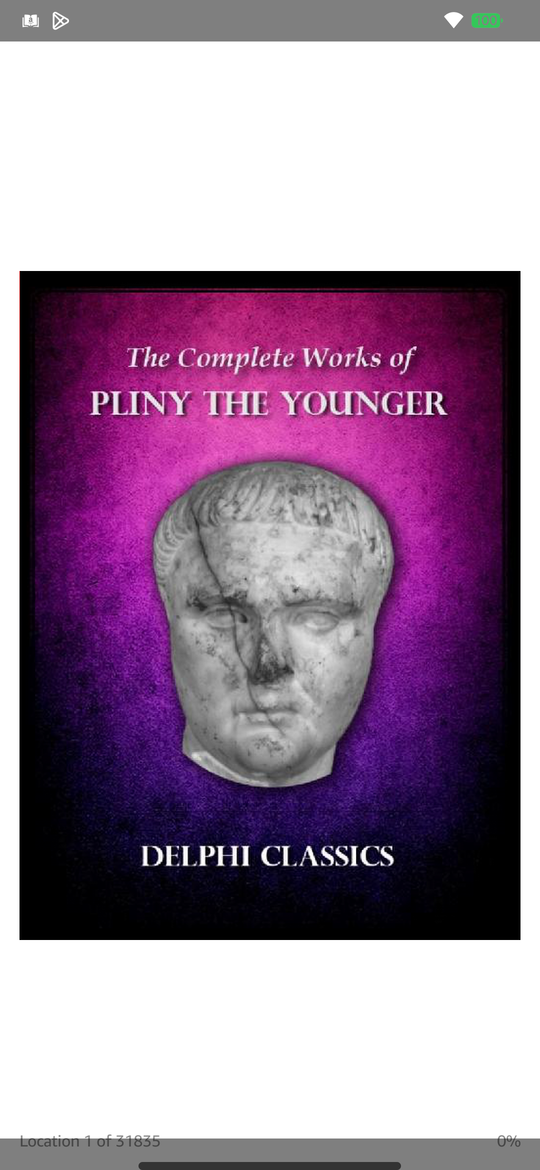 The Complete Works of
PLINY THE YOUNGER
DELPHI CLASSICS
Location 1 of 31835
0%